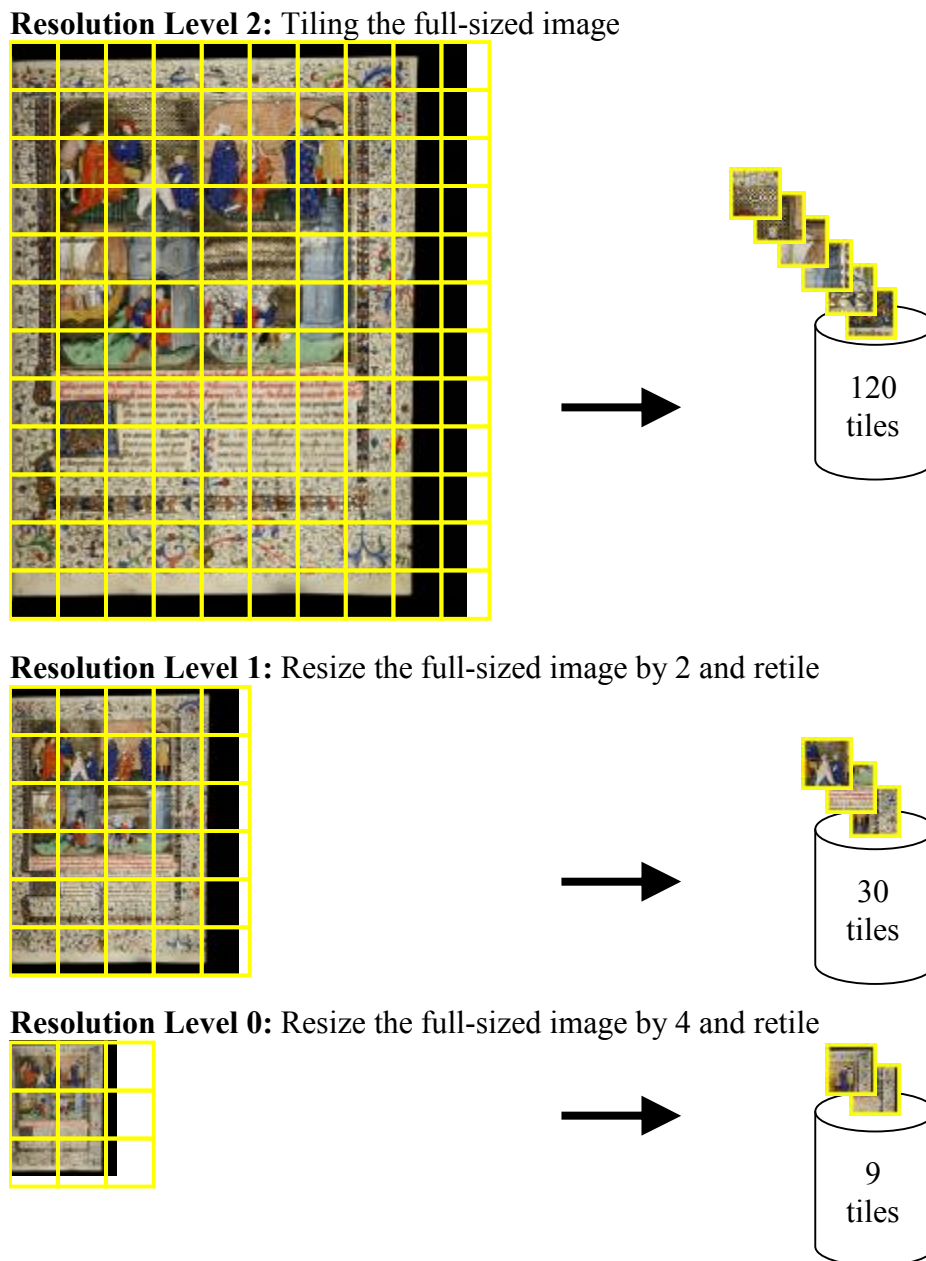 Resolution Level 2: Tiling the full-sized image
120
tiles
Resolution Level 1: Resize the full-sized image by 2 and retile
30
tiles
Resolution Level 0: Resize the full-sized image by 4 and retile
9
tiles